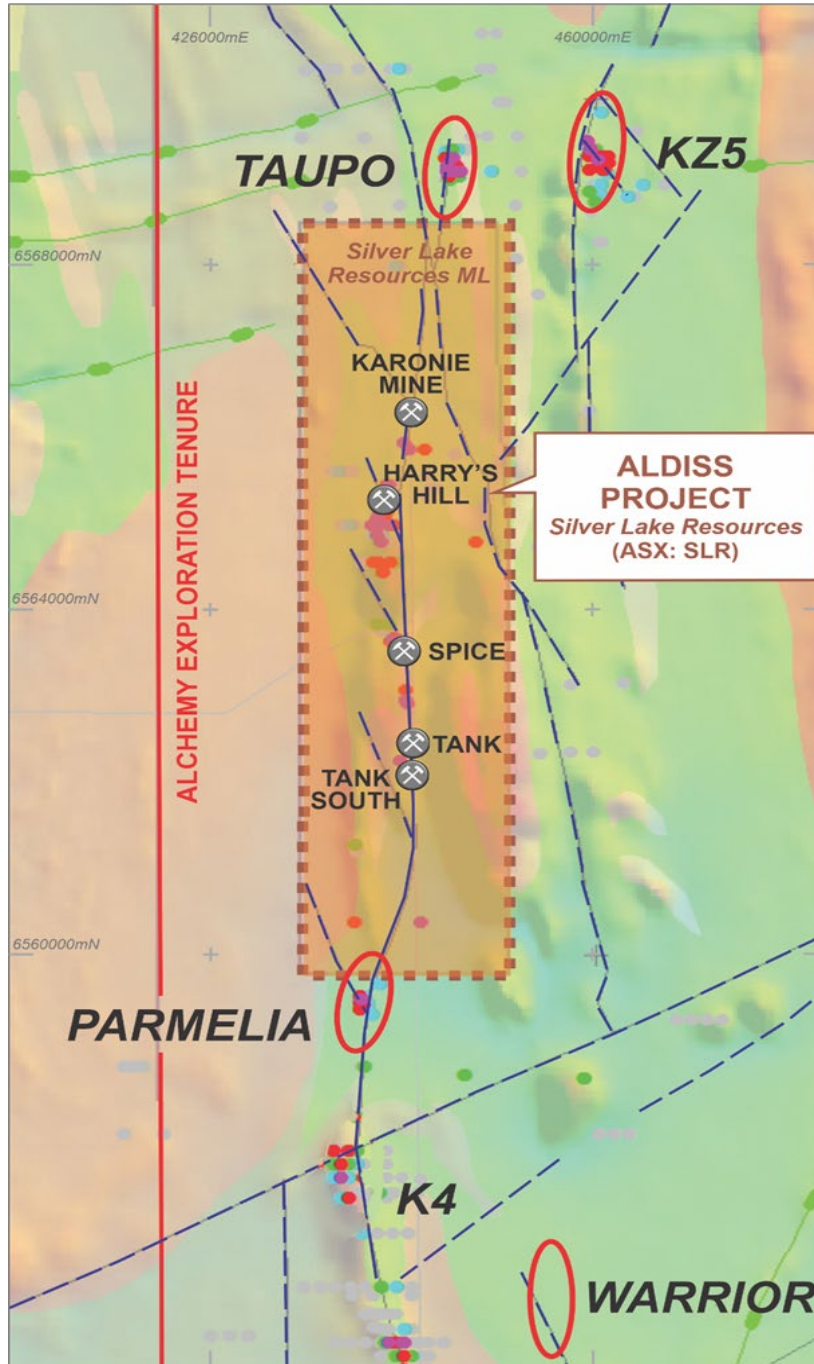 426000mE
460000mE
TAUPO
KZ5
Silver Lake
Resources ML
6568000mN
KARONIE
MINE
ALCHEMY EXPLORATION TENURE
HARRY'S
HILL
ALDISS
PROJECT
Silver Lake Resources
(ASX: SLR)
6564000mN
SPICE
TANK
TANK
SOUTH
6560000mN
PARMELIA
K4
WARRIOR